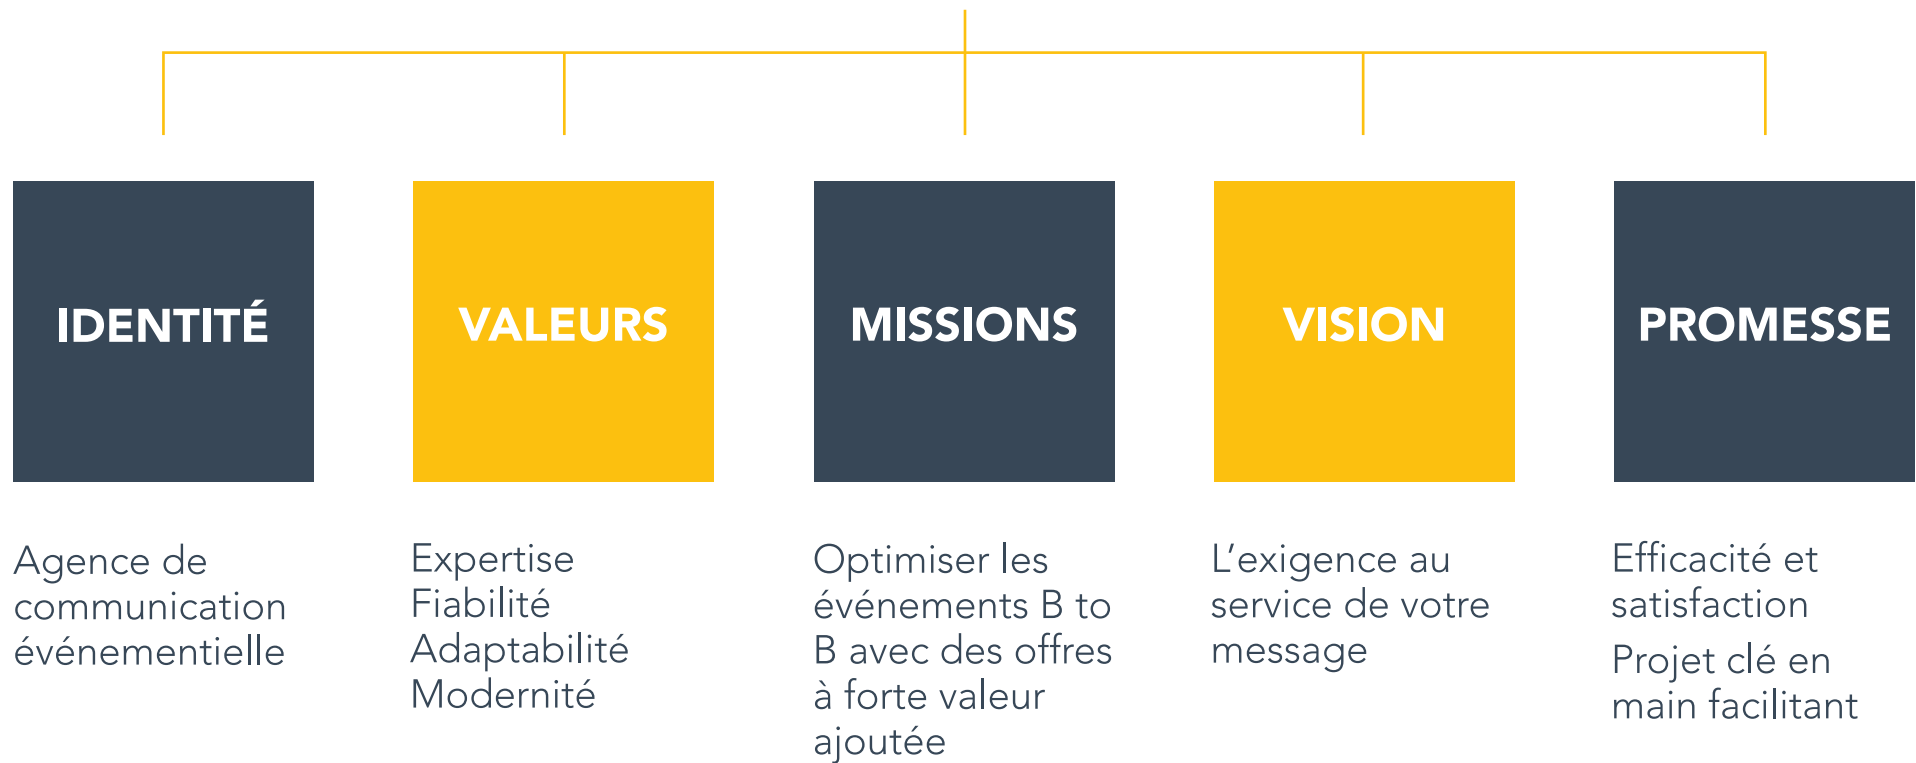 IDENTITÉ
Agence de
communication
événementielle
VALEURS
Expertise
Fiabilité
Adaptabilité
Modernité
MISSIONS
Optimiser les
événements B to
B avec des offres
à forte valeur
ajoutée
VISION
L’exigence au
service de votre
message
PROMESSE
Efficacité et
satisfaction
Projet clé en
main facilitant